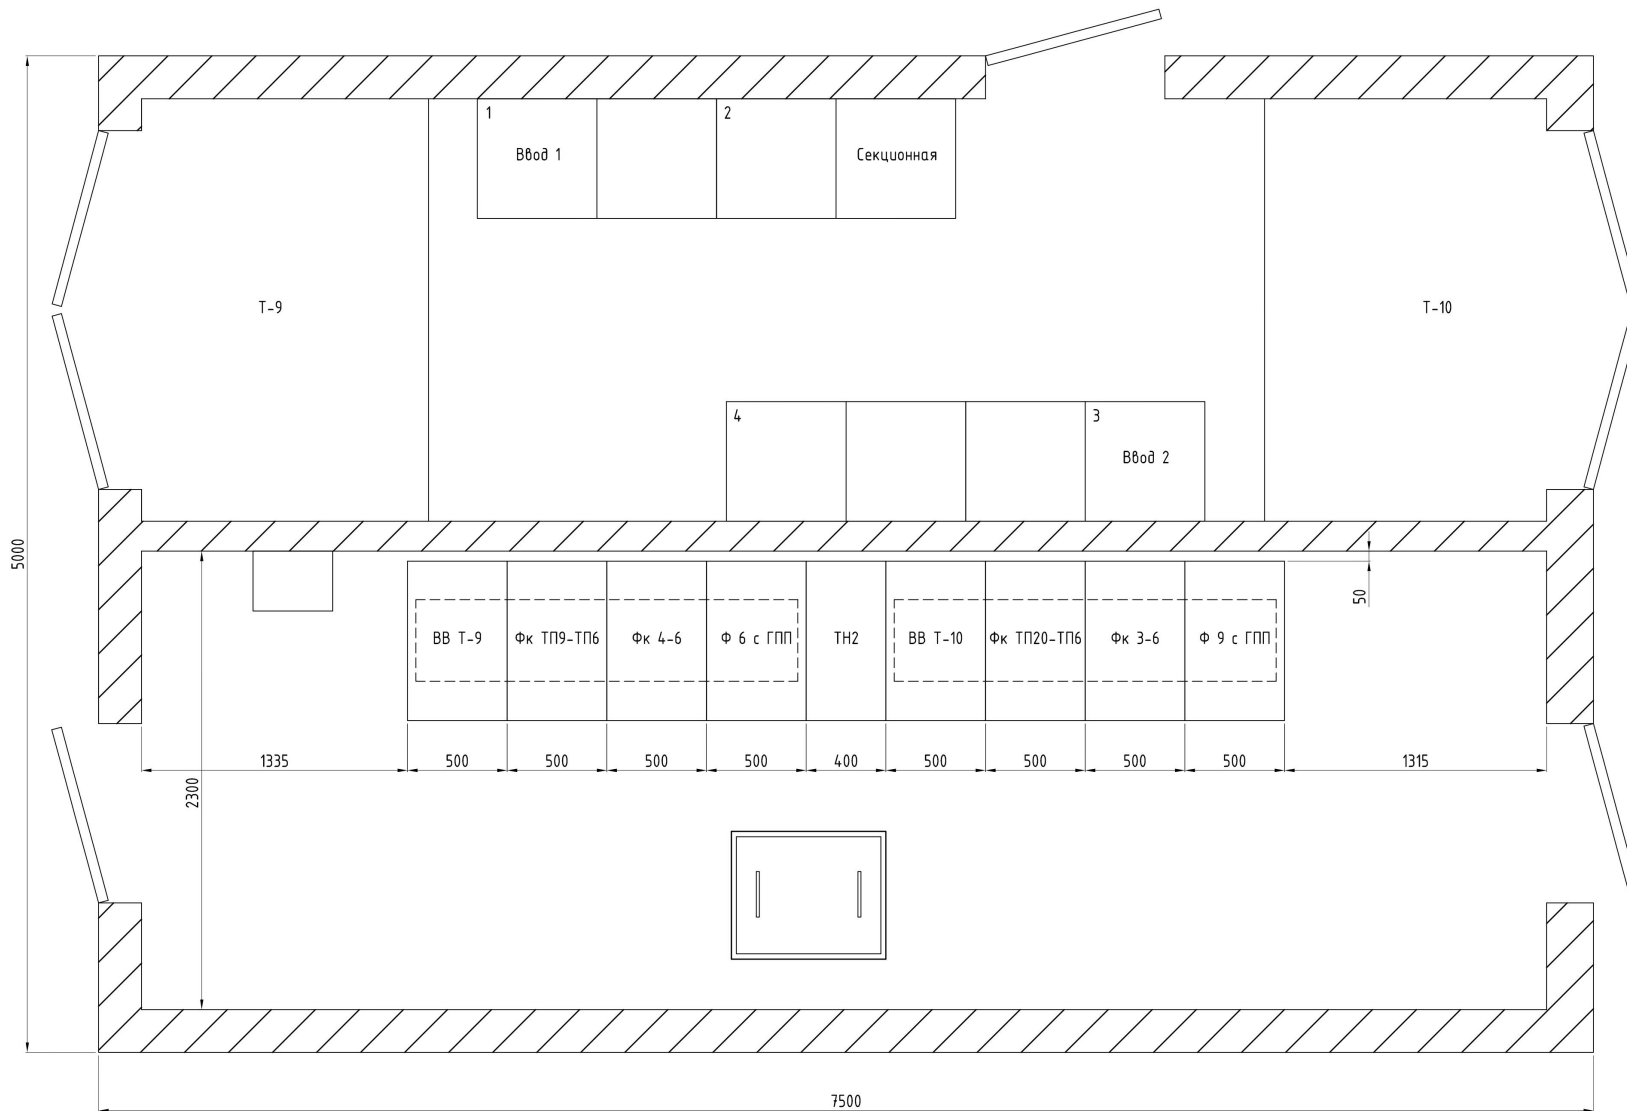 1
2
Ввод 1
Секционная
Т-9
Т-10
4
3
Ввод 2
5000
50
ВВ Т-9
Фк ТП9-ТП6
Фк 4-6
Ф 6 с ГПП
ТН2
ВВ Т-10
Фк ТП20-ТП6
Фк 3-6
Ф 9 с ГПП
1335
500
500
500
500
400
500
500
500
500
1315
2300
7500